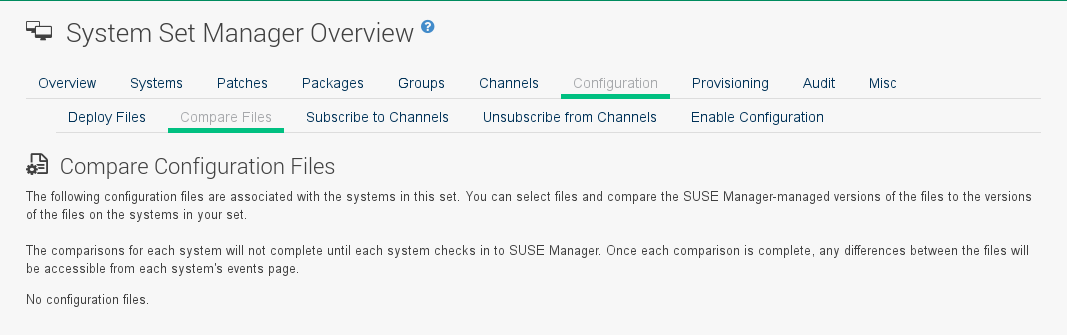 System Set Manager Overview ?
Overview Systems Patches Packages Groups Channels Configuration Provisioning Audit Misc
Deploy Files Compare Files Subscribe to Channels Unsubscribe from Channels Enable Configuration
Compare Configuration Files
The following configuration files are associated with the systems in this set. You can select files and compare the SUSE Manager-managed versions of the files to the versions
of the files on the systems in your set.
The comparisons for each system will not complete until each system checks in to SUSE Manager. Once each comparison is complete, any differences between the files will
be accessible from each system's events page.
No configuration files.